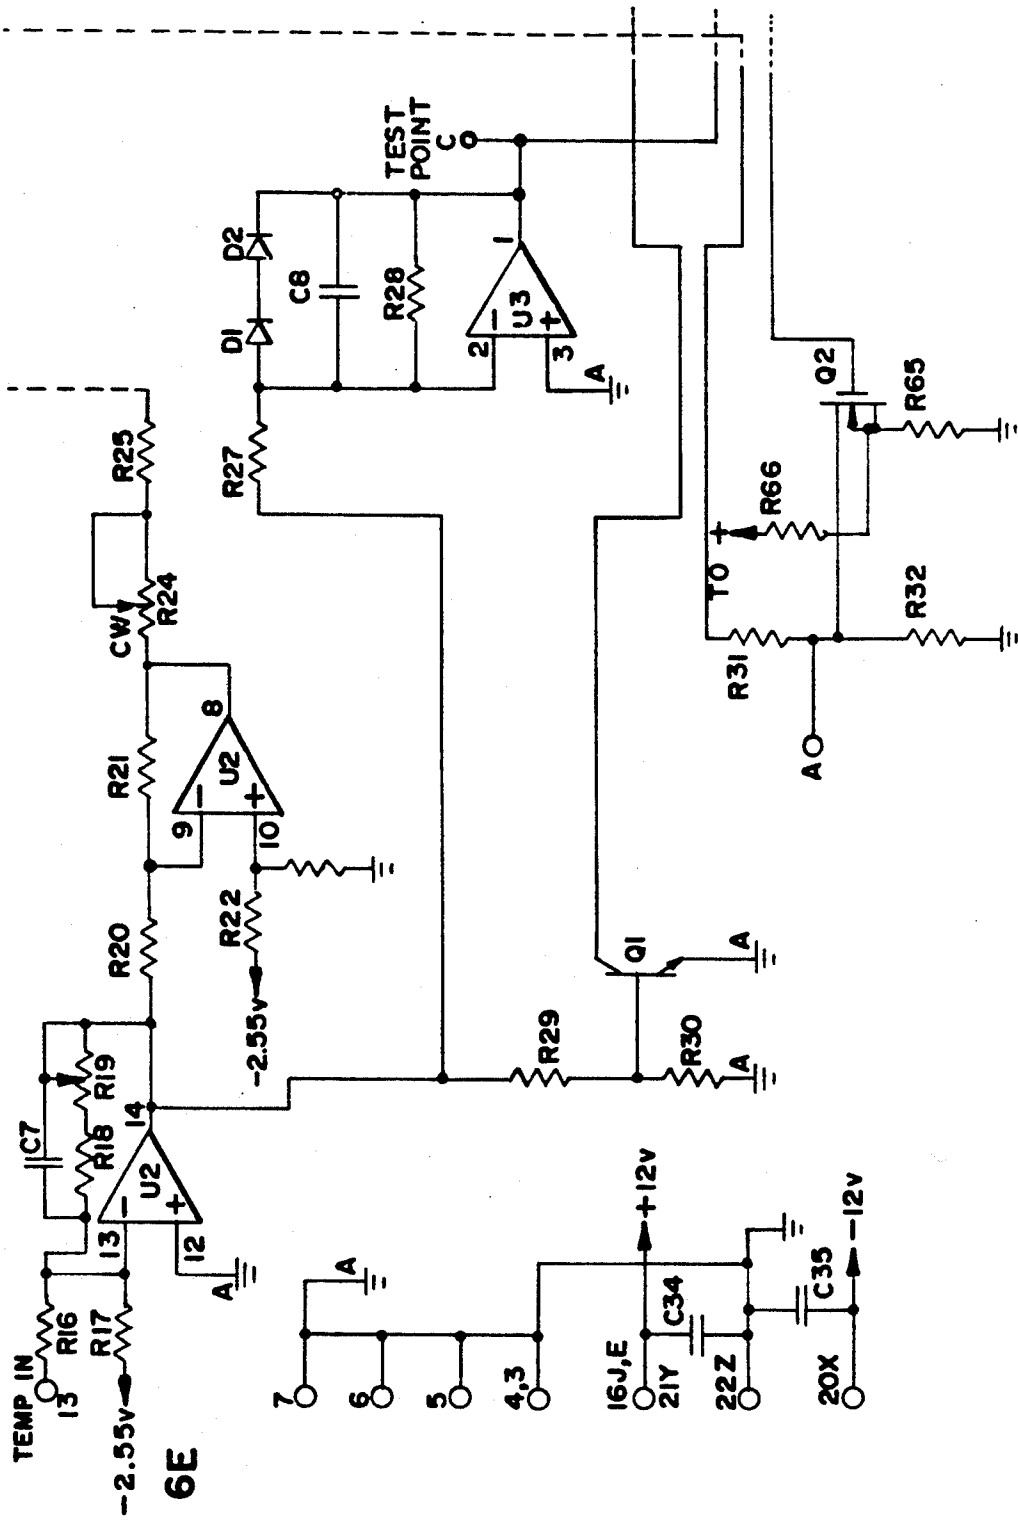 TEMP IN
13
R16
R17
-2.55v
6E
C7
R18
R19
13
12
14
U2
A
R20
R21
9
10
8
U2
R22
-2.55v
CW
R24
R25
R27
D1
D2
C8
R28
2
3
1
U3
A
TEST
POINT
C
R29
R30
A
Q1
A
7
A
6
5
4,3
16J,E
21Y
+12v
C34
22Z
C35
20X
-12v
A
R31
R32
TO +
R66
Q2
R65